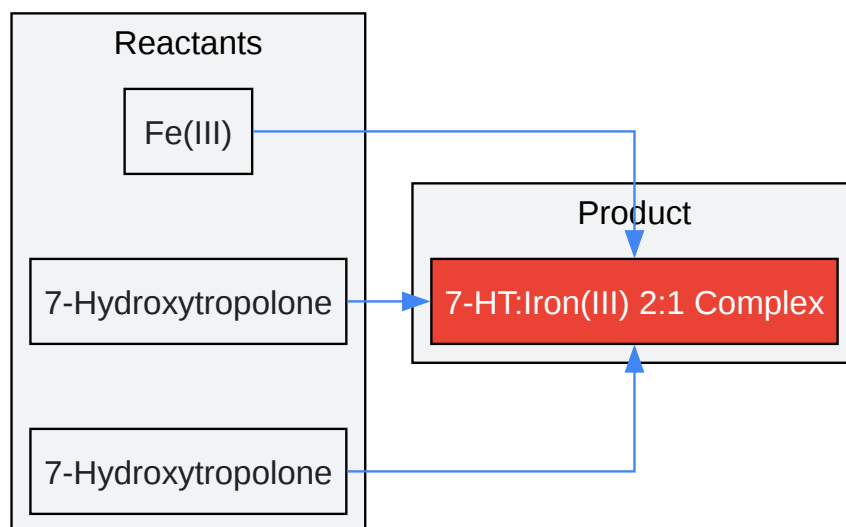 Reactants
Fe(III)
Product
7-Hydroxytropolone
7-HT:Iron(III) 2:1 Complex
7-Hydroxytropolone